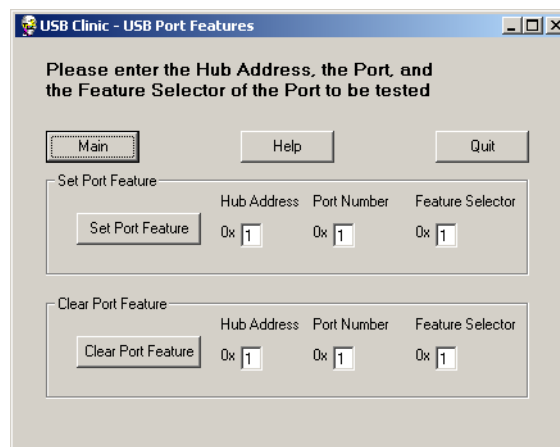 USB Clinic - USB Port Features
Please enter the Hub Address, the Port, and
the Feature Selector of the Port to be tested
Main Help Quit
Set Port Feature
Hub Address Port Number Feature Selector
Set Port Feature 0x 1 0x 1 0x 1
Clear Port Feature
Hub Address Port Number Feature Selector
Clear Port Feature 0x 1 0x 1 0x 1